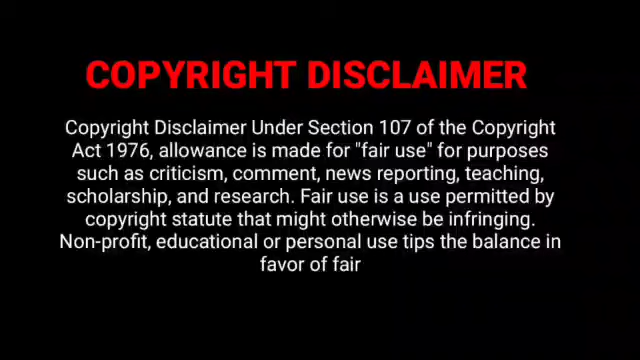 COPYRIGHT DISCLAIMER
Copyright Disclaimer Under Section 107 of the Copyright
Act 1976, allowance is made for "fair use" for purposes
such as criticism, comment, news reporting, teaching,
scholarship, and research. Fair use is a use permitted by
copyright statute that might otherwise be infringing.
Non-profit, educational or personal use tips the balance in
favor of fair